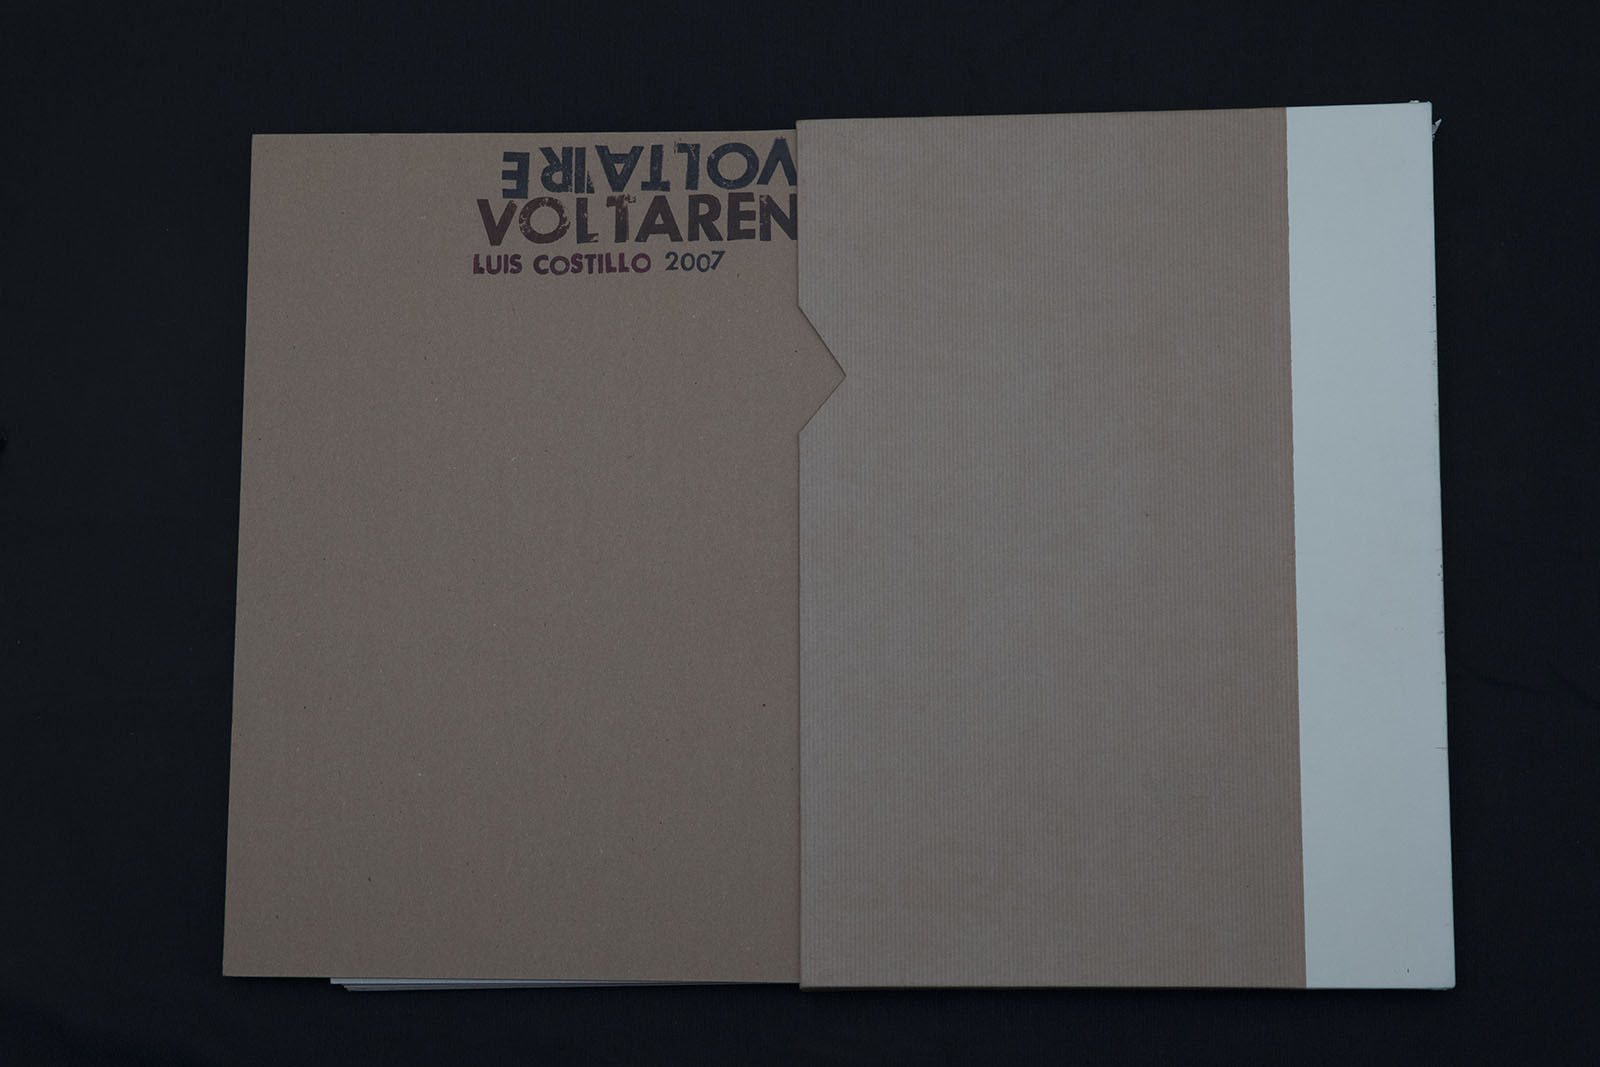 VOLTAIRE
VOLTAREN
LUIS COSTILLO 2007